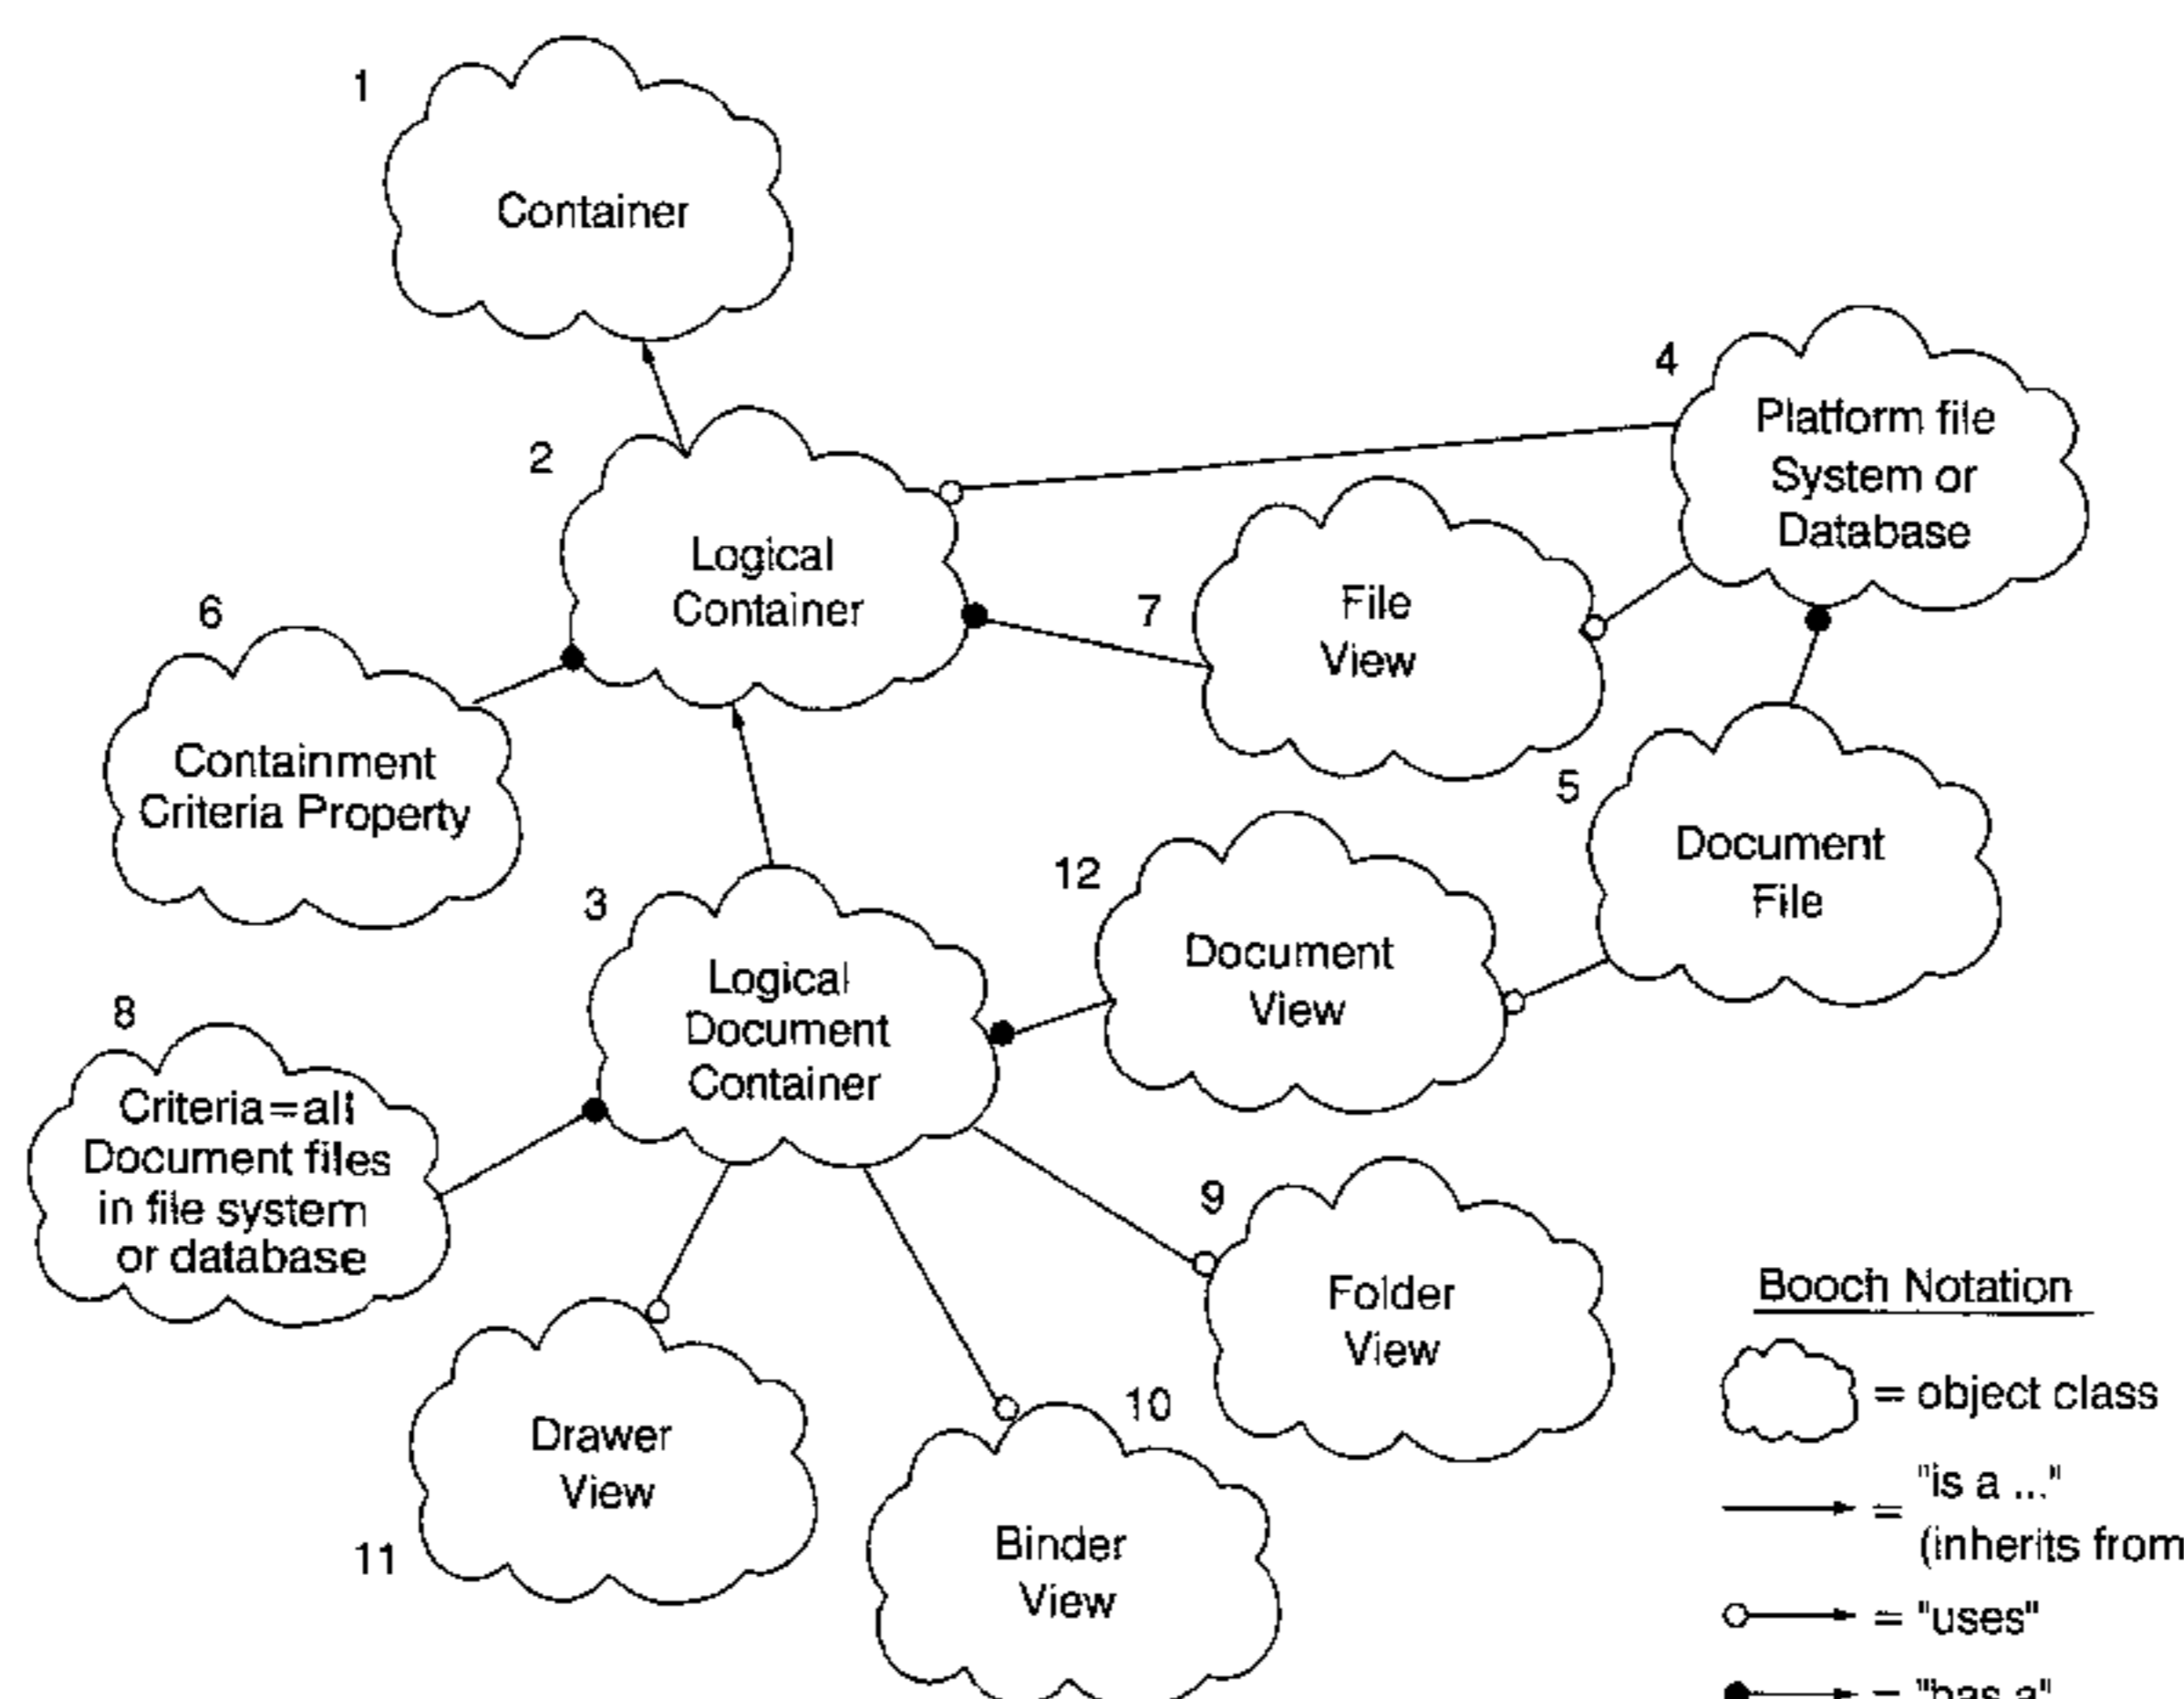 1
Container
2
Logical
Container
4
Platform file
System or
Database
7
File
View
6
Containment
Criteria Property
5
Document
File
12
Document
View
3
Logical
Document
Container
8
Criteria=all
Document files
in file system
or database
9
Folder
View
11
Drawer
View
10
Binder
View
Booch Notation
= object class
= "is a ..."
(inherits from
= "uses"
= "has a"